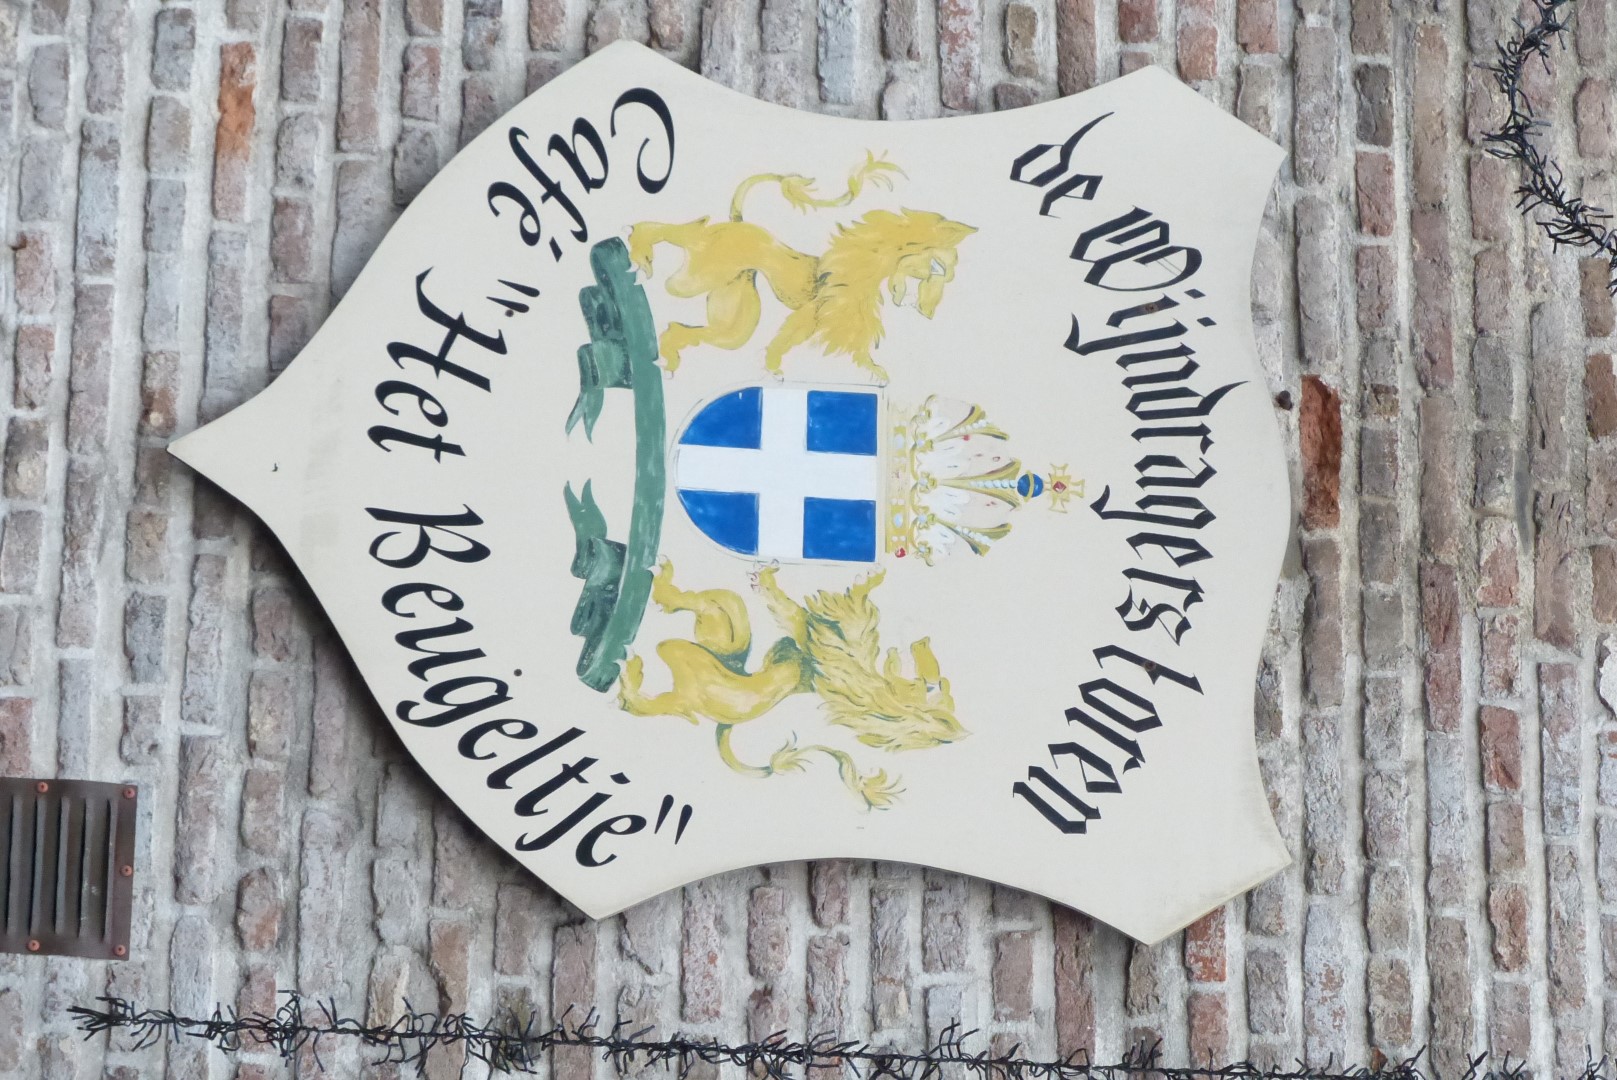 de Wijndragerstoren
Café "Het Beugeltje"